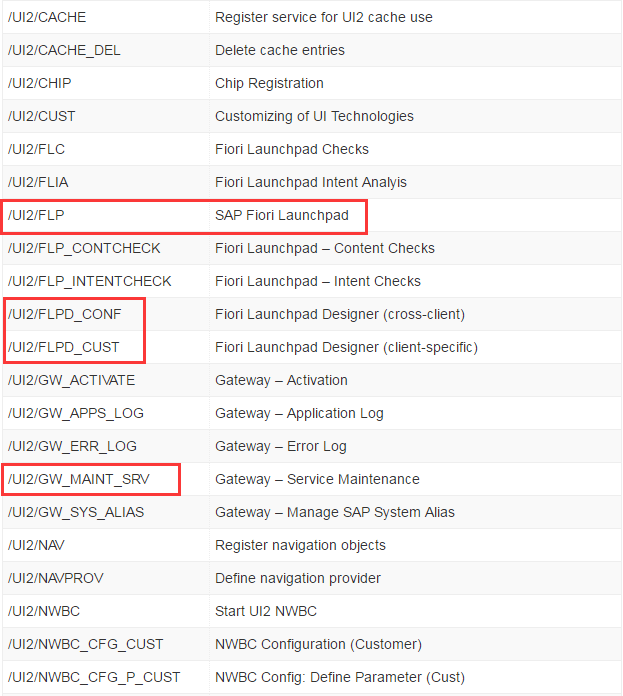 /UI2/CACHE Register service for UI2 cache use
/UI2/CACHE_DEL Delete cache entries
/UI2/CHIP Chip Registration
/UI2/CUST Customizing of UI Technologies
/UI2/FLC Fiori Launchpad Checks
/UI2/FLIA Fiori Launchpad Intent Analyis
/UI2/FLP SAP Fiori Launchpad
/UI2/FLP_CONTCHECK Fiori Launchpad – Content Checks
/UI2/FLP_INTENTCHECK Fiori Launchpad – Intent Checks
/UI2/FLPD_CONF Fiori Launchpad Designer (cross-client)
/UI2/FLPD_CUST Fiori Launchpad Designer (client-specific)
/UI2/GW_ACTIVATE Gateway – Activation
/UI2/GW_APPS_LOG Gateway – Application Log
/UI2/GW_ERR_LOG Gateway – Error Log
/UI2/GW_MAINT_SRV Gateway – Service Maintenance
/UI2/GW_SYS_ALIAS Gateway – Manage SAP System Alias
/UI2/NAV Register navigation objects
/UI2/NAVPROV Define navigation provider
/UI2/NWBC Start UI2 NWBC
/UI2/NWBC_CFG_CUST NWBC Configuration (Customer)
/UI2/NWBC_CFG_P_CUST NWBC Config: Define Parameter (Cust)